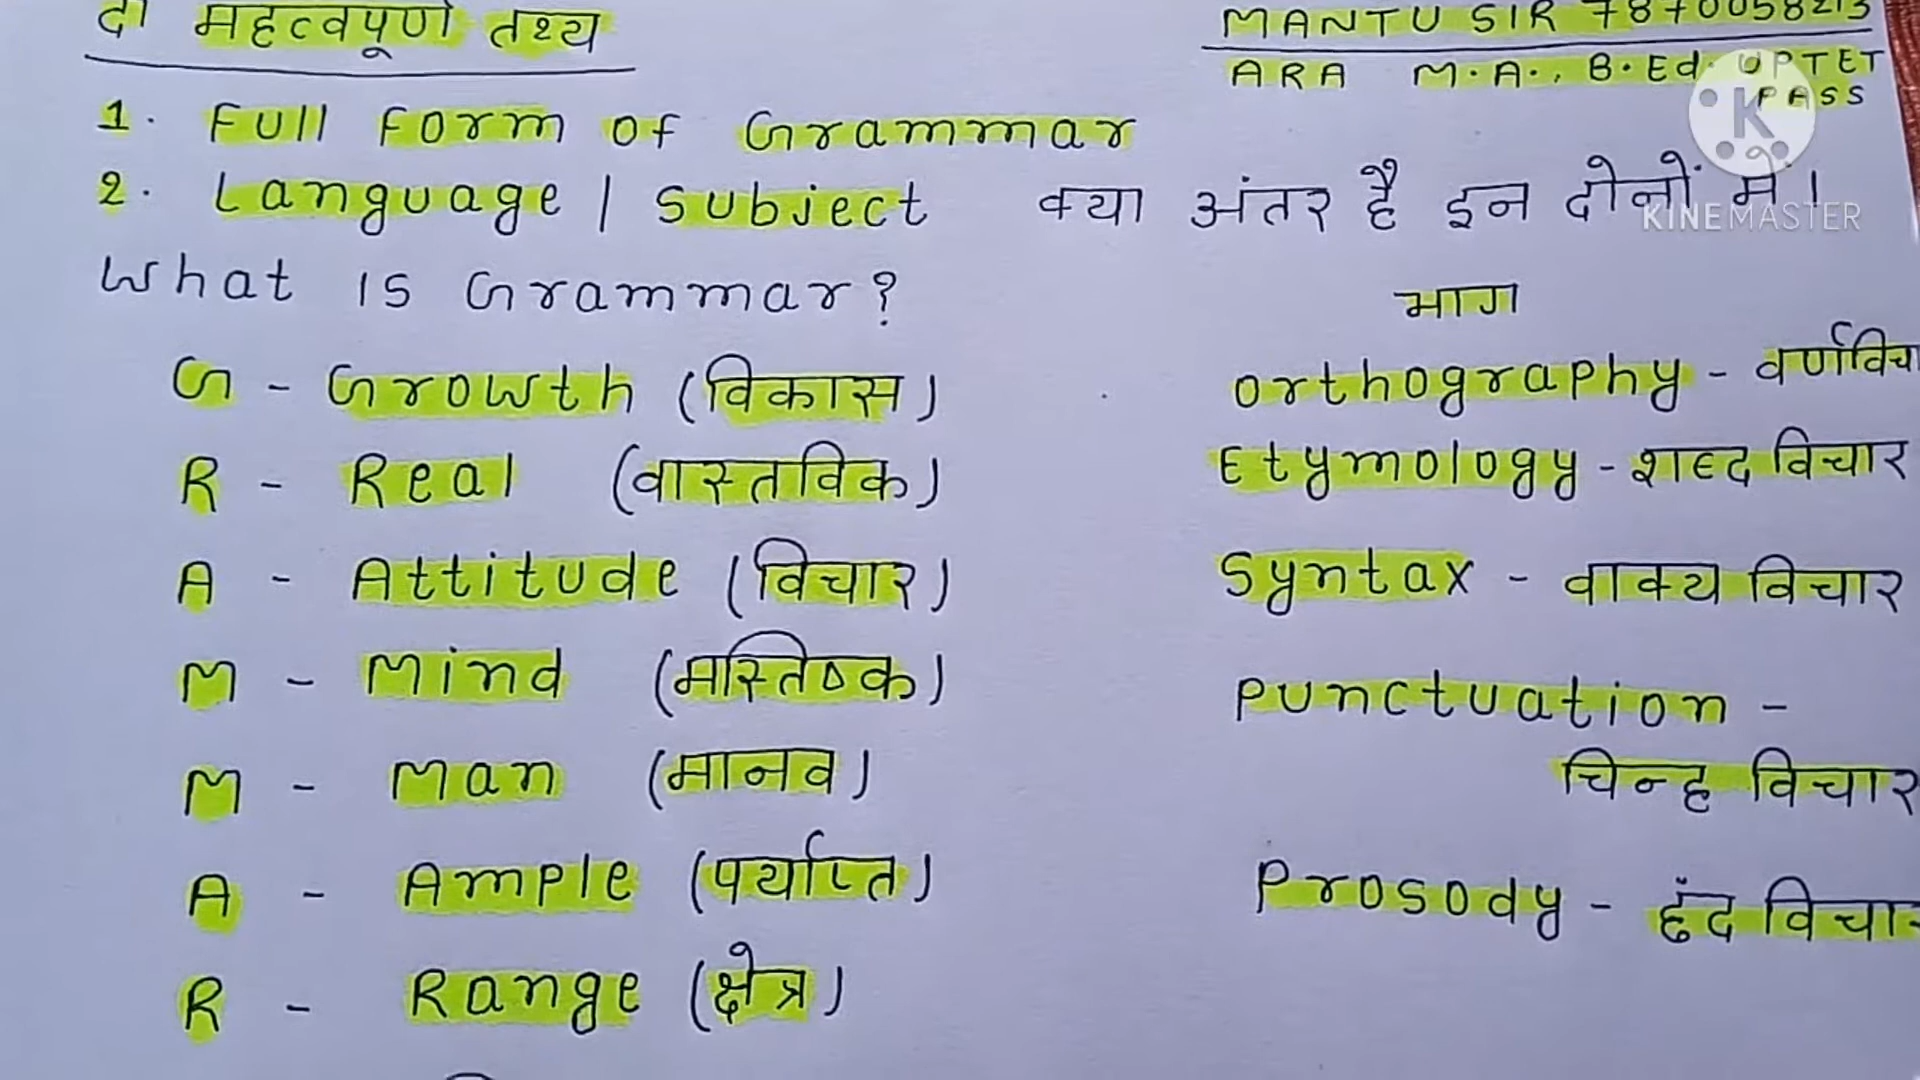 दो महत्वपूर्ण तथ्य
MANTU SIR 7870058213
ARA M.A., B.Ed. UPTET
PASS
1. Full Form of Grammar
2. Language / Subject क्या अंतर है इन दोनों में।
KINEMASTER
What is Grammar?
भाग
G - Growth (विकास)
Orthography - वर्णविचा
R - Real (वास्तविक)
Etymology - शब्द विचार
A - Attitude (विचार)
Syntax - वाक्य विचार
M - Mind (मस्तिष्क)
Punctuation -
चिन्ह विचार
M - Man (मानव)
A - Ample (पर्याप्त)
Prosody - छंद विचार
R - Range (क्षेत्र)